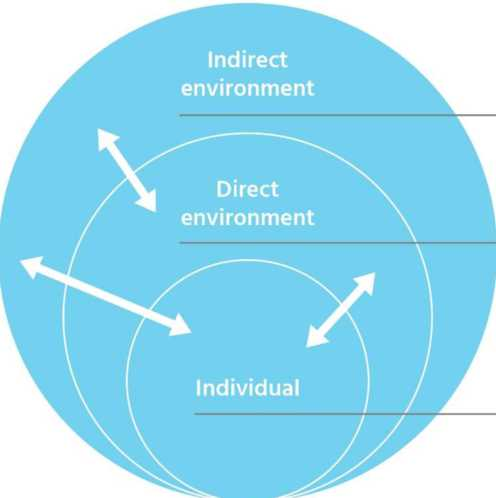 Indirect
environment
Direct
environment
Individual